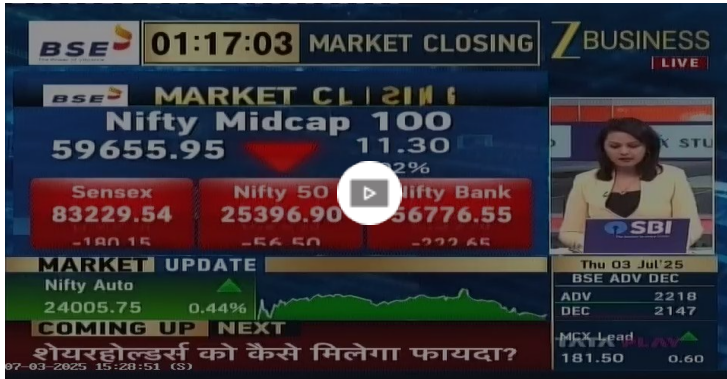 BSE
01:17:03 MARKET CLOSING
Z BUSINESS
LIVE
BSE
Nifty Midcap 100
59655.95
11.30
Sensex
83229.54
-180.15
Nifty 50
25396.90
-56.50
Nifty Bank
56776.55
-222.65
STU
SBI
MARKET UPDATE
Nifty Auto
24005.75 0.44%
Thu 03 Jul'25
BSE ADV DEC
ADV 2218
DEC 2147
MCX Lead
181.50 0.60
TATA PLAY
COMING UP NEXT
शेयरहोल्डर्स को कैसे मिलेगा फायदा?
07-03-2025 15:28:51 (S)